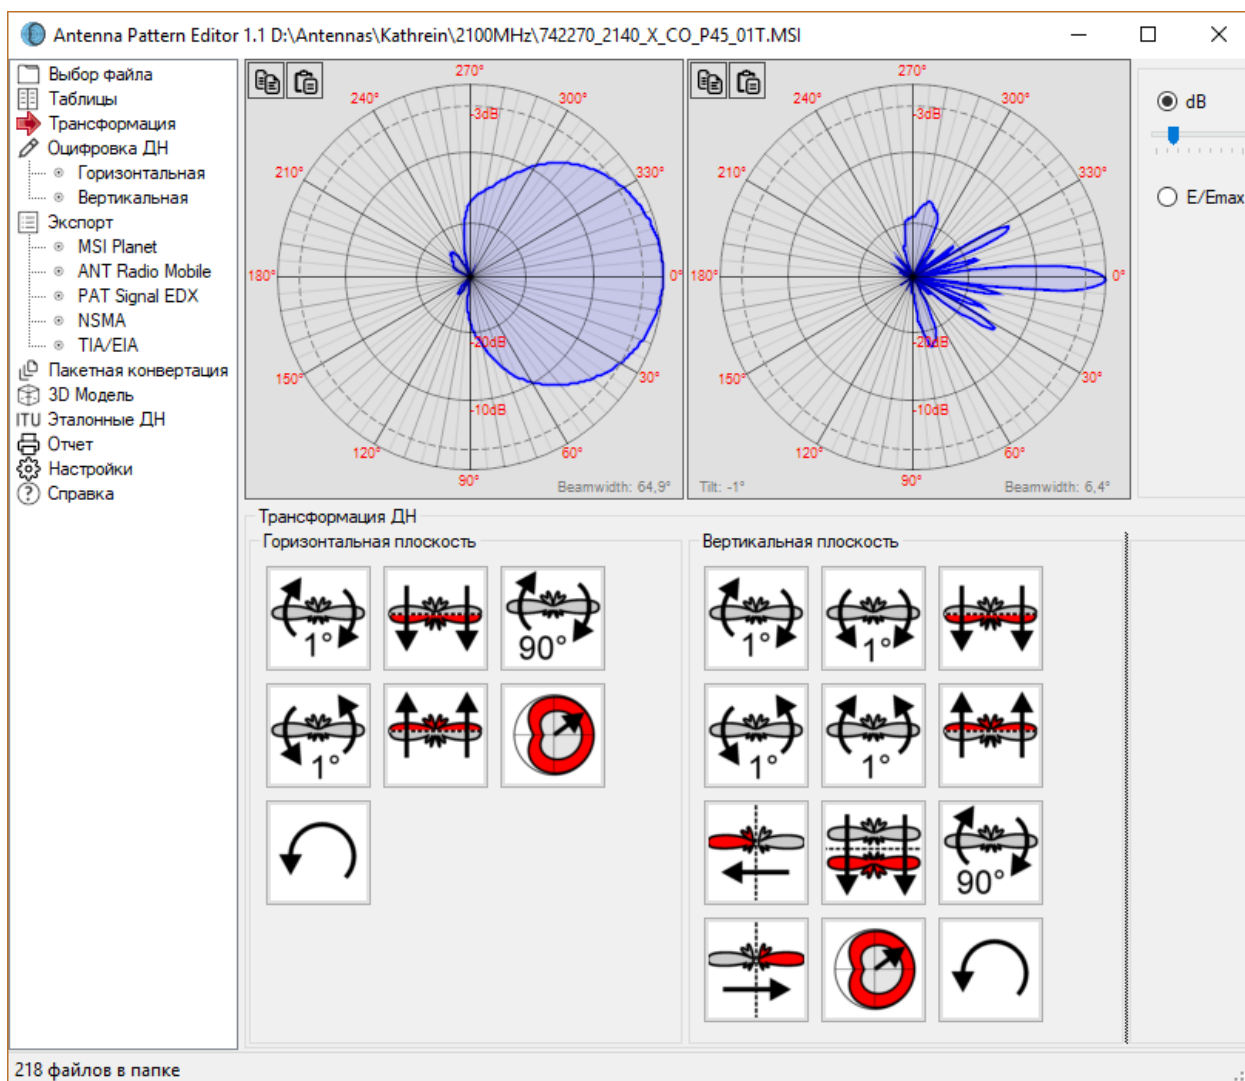 Antenna Pattern Editor 1.1 D:\Antennas\Kathrein\2100MHz\742270_2140_X_CO_P45_01T.MSI
Выбор файла
Таблицы
Трансформация
Оцифровка ДН
Горизонтальная
Вертикальная
Экспорт
MSI Planet
ANT Radio Mobile
PAT Signal EDX
NSMA
TIA/EIA
Пакетная конвертация
3D Модель
ITU Эталонные ДН
Отчет
Настройки
? Справка
270°
240°
300°
-3dB
210°
330°
180°
0°
-20dB
150°
30°
-10dB
120°
60°
90°
Beamwidth: 64,9°
270°
240°
300°
-3dB
210°
330°
180°
0°
-20dB
150°
30°
-10dB
120°
60°
90°
Tilt: -1°
Beamwidth: 6,4°
dB
E/Emax
Трансформация ДН
Горизонтальная плоскость
1°
90°
1°
Вертикальная плоскость
1°
1°
1°
1°
90°
218 файлов в папке